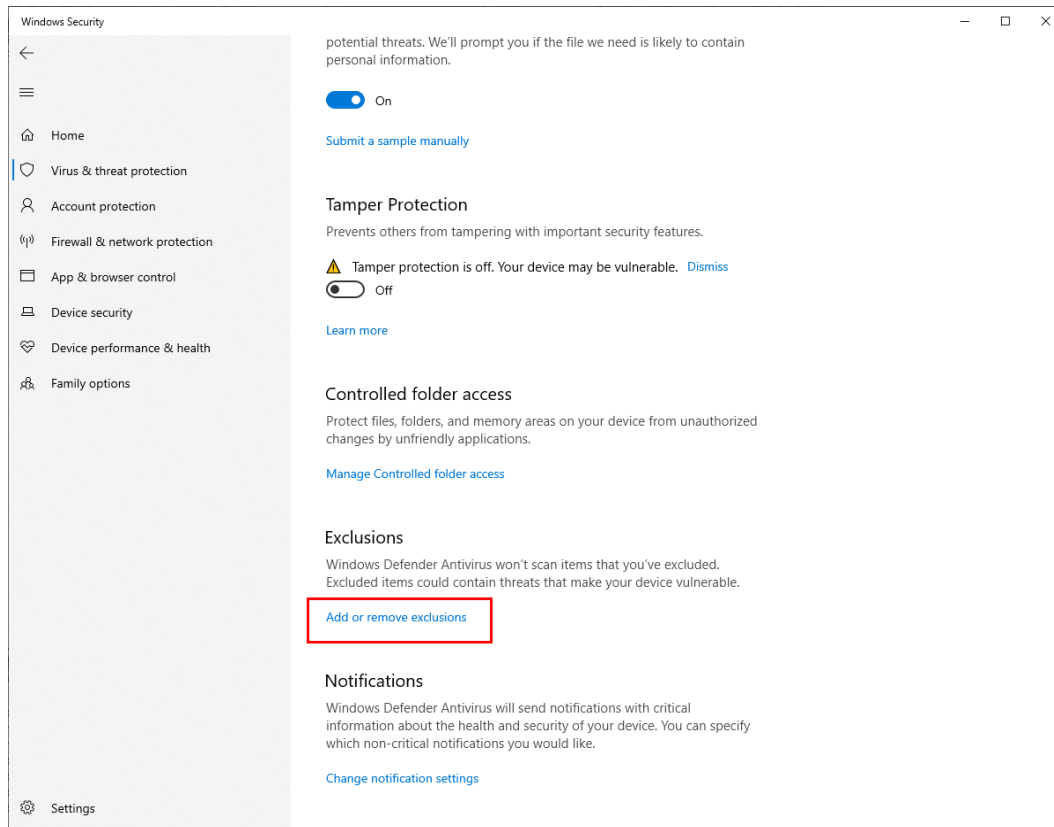 Windows Security
potential threats. We'll prompt you if the file we need is likely to contain
personal information.
On
Submit a sample manually
Home
Virus & threat protection
Account protection
Firewall & network protection
App & browser control
Device security
Device performance & health
Family options
Settings
Tamper Protection
Prevents others from tampering with important security features.
Tamper protection is off. Your device may be vulnerable. Dismiss
Off
Learn more
Controlled folder access
Protect files, folders, and memory areas on your device from unauthorized
changes by unfriendly applications.
Manage Controlled folder access
Exclusions
Windows Defender Antivirus won't scan items that you've excluded.
Excluded items could contain threats that make your device vulnerable.
Add or remove exclusions
Notifications
Windows Defender Antivirus will send notifications with critical
information about the health and security of your device. You can specify
which non-critical notifications you would like.
Change notification settings